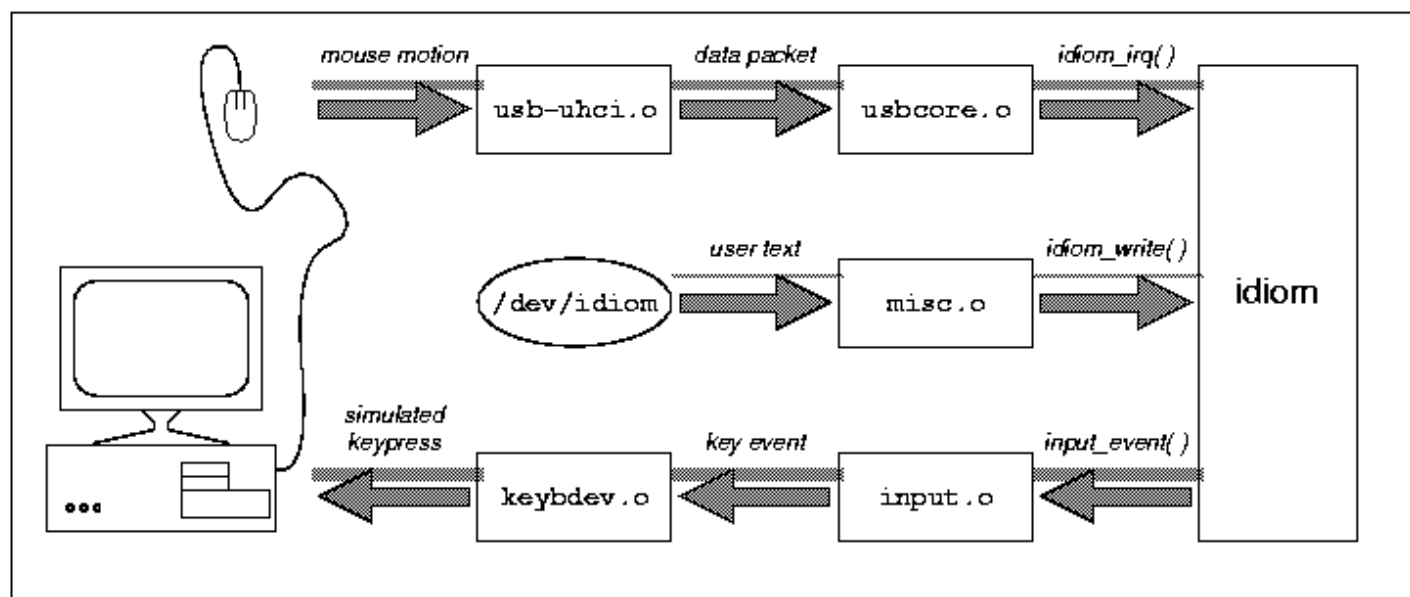 mouse motion
data packet
idiom_irq( )
usb-uhci.o
usbcore.o
user text
idiom_write( )
/dev/idiom
misc.o
idiom
simulated
keypress
key event
input_event( )
keybdev.o
input.o